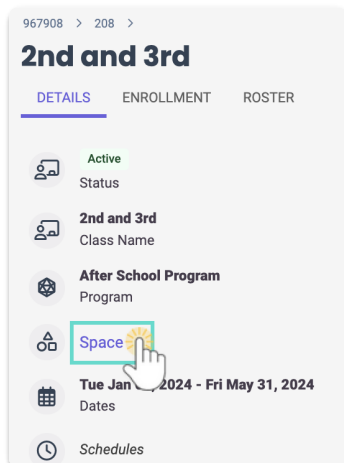 967908 > 208 >
2nd and 3rd
DETAILS ENROLLMENT ROSTER
Active
Status
2nd and 3rd
Class Name
After School Program
Program
Space
Tue Jan 2024 - Fri May 31, 2024
Dates
Schedules